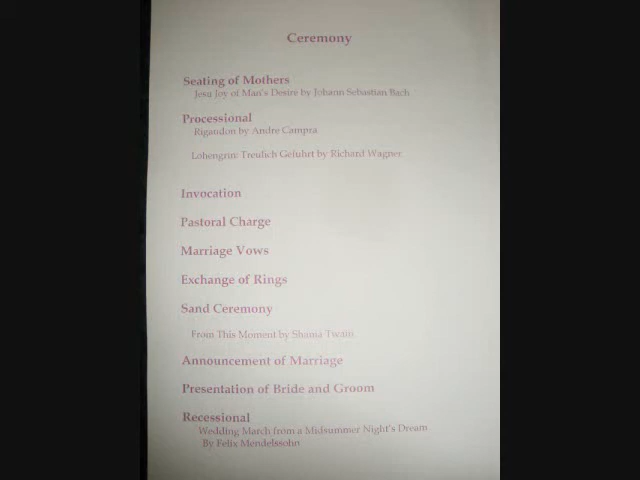 Ceremony
Seating of Mothers
Jesu Joy of Man's Desire by Johann Sebastian Bach
Processional
Rigandon by Andre Campra
Lohengrin: Treulich Gefuhrt by Richard Wagner
Invocation
Pastoral Charge
Marriage Vows
Exchange of Rings
Sand Ceremony
From This Moment by Shania Twain
Announcement of Marriage
Presentation of Bride and Groom
Recessional
Wedding March from a Midsummer Night's Dream
By Felix Mendelssohn